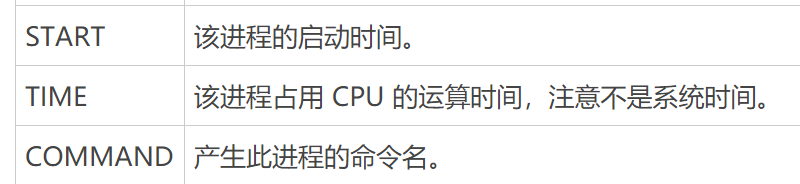 START 该进程的启动时间。
TIME 该进程占用 CPU 的运算时间，注意不是系统时间。
COMMAND 产生此进程的命令名。